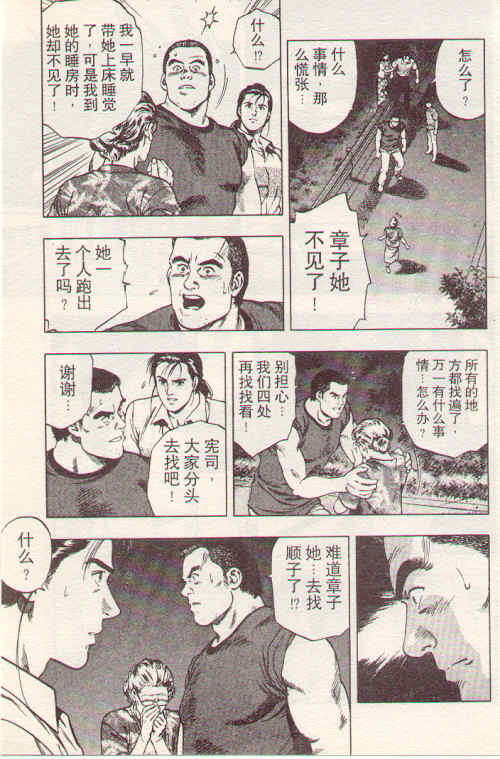 怎么了？
什么
事情，那
么慌张…
章子她
不见了！
什么!?
我一早就
带她上床睡觉
了，可是我到
她的睡房时，
她却不见了！
她一
个人跑出
去了吗？
所有的地
方都找遍了，
万一有什么事
情…怎么办？
别担心…
我们四处
再找找看！
宪司，
大家分头
去找吧！
谢谢…
难道章子
她…去找
顺子了!?
什么？